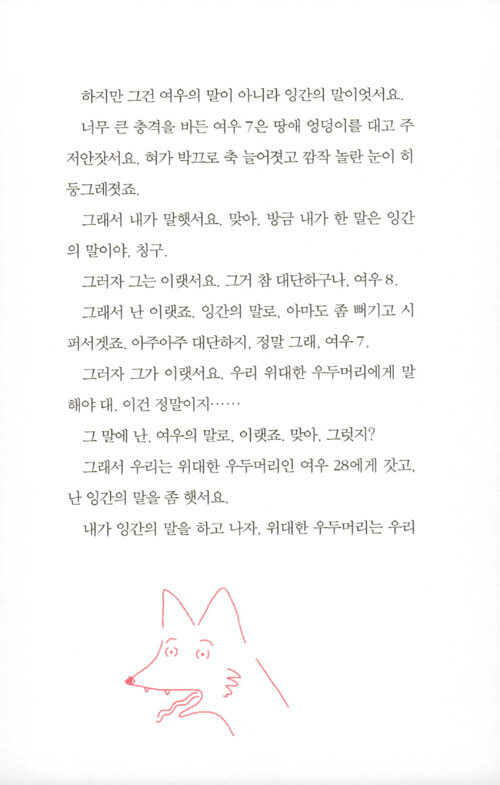 하지만 그건 여우의 말이 아니라 잉간의 말이엇서요.
너무 큰 충격을 바든 여우 7은 땅애 엉덩이를 대고 주
저안잣서요. 혀가 박끄로 축 늘어졋고 깜작 놀란 눈이 히
둥그레졋죠.
그래서 내가 말햇서요. 맞아, 방금 내가 한 말은 잉간
의 말이야, 칭구.
그러자 그는 이랫서요. 그거 참 대단하구나, 여우 8.
그래서 난 이랫죠. 잉간의 말로, 아마도 좀 뻐기고 시
퍼서겟죠. 아주아주 대단하지, 정말 그래, 여우 7.
그러자 그가 이랫서요. 우리 위대한 우두머리에게 말
해야 대. 이건 정말이지……
그 말에 난, 여우의 말로, 이랫죠. 맞아. 그럿지?
그래서 우리는 위대한 우두머리인 여우 28에게 갓고,
난 잉간의 말을 좀 햇서요.
내가 잉간의 말을 하고 나자, 위대한 우두머리는 우리